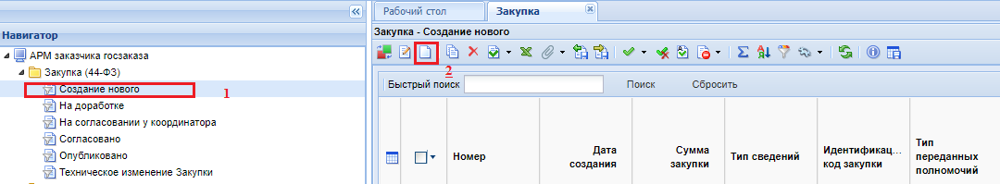 Рабочий стол
Закупка
Навигатор
Закупка - Создание нового
АРМ заказчика госзаказа
Закупка (44-ФЗ)
Создание нового
1
На доработке
На согласовании у координатора
Согласовано
Опубликовано
Техническое изменение Закупки
2
Быстрый поиск
Поиск
Сбросить
Номер
Дата
создания
Сумма
закупки
Тип сведений
Идентификац...
код закупки
Тип
переданных
полномочий